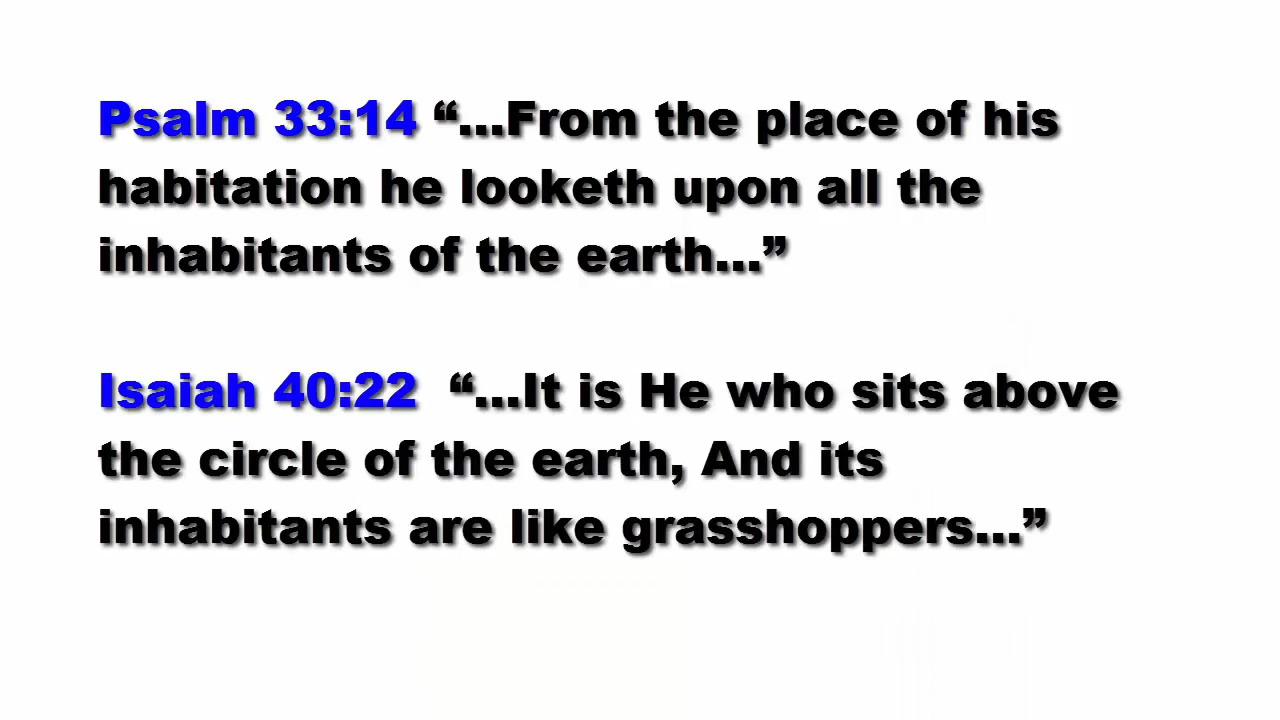 Psalm 33:14 “...From the place of his
habitation he looketh upon all the
inhabitants of the earth...”
Isaiah 40:22 “...It is He who sits above
the circle of the earth, And its
inhabitants are like grasshoppers...”